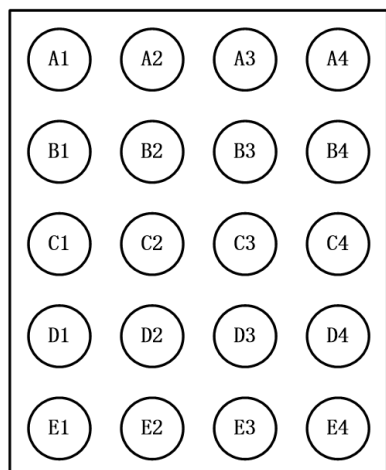 A1 A2 A3 A4
B1 B2 B3 B4
C1 C2 C3 C4
D1 D2 D3 D4
E1 E2 E3 E4